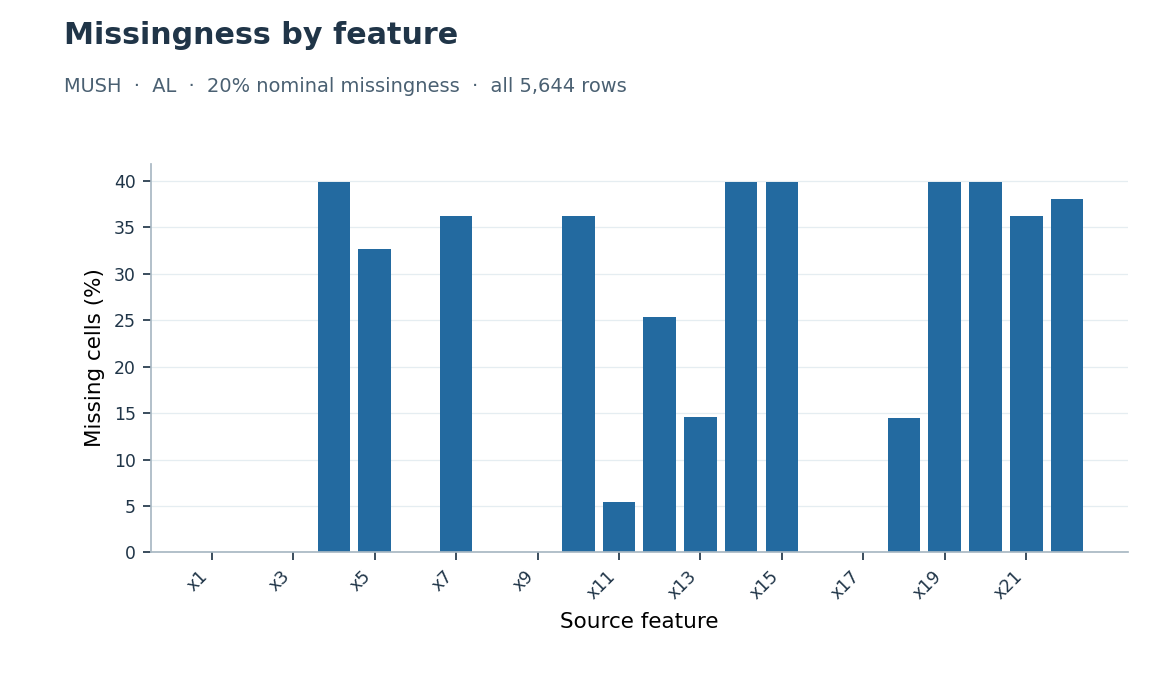 Missingness by feature
MUSH · AL · 20% nominal missingness · all 5,644 rows
40
35
30
25
20
15
10
5
0
Missing cells (%)
x1 x3 x5 x7 x9 x11 x13 x15 x17 x19 x21
Source feature